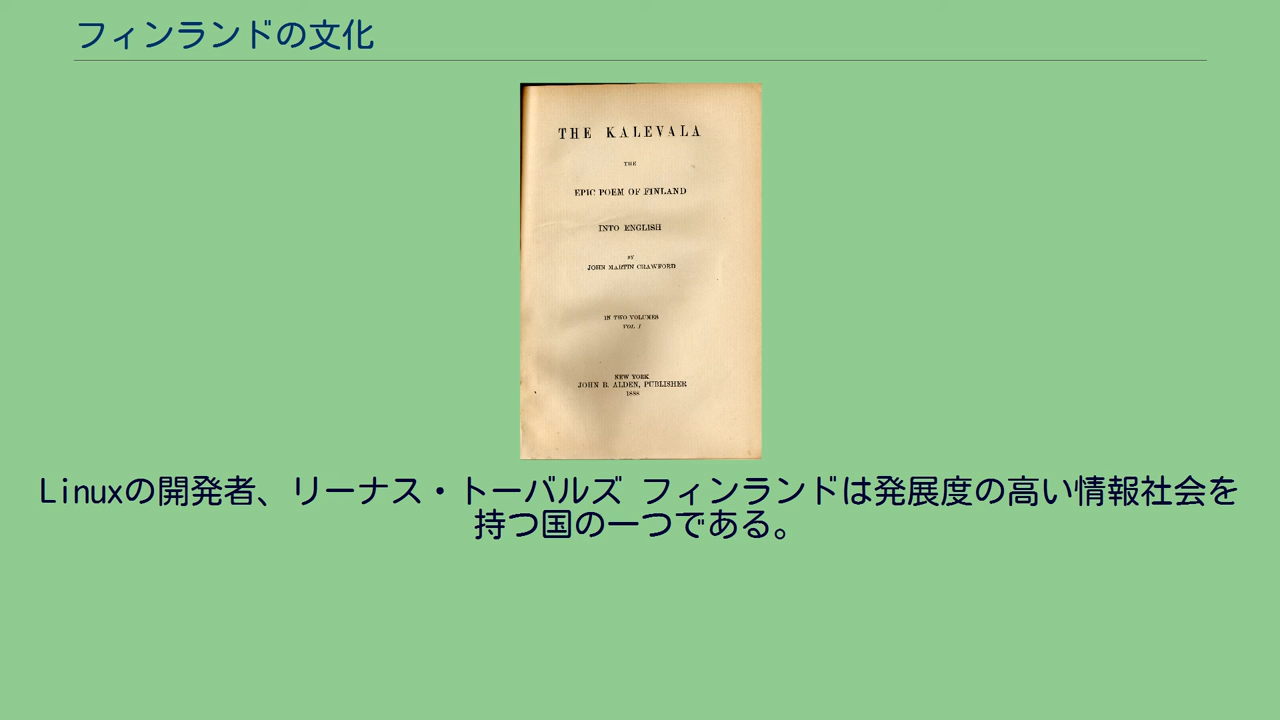 フィンランドの文化
THE KALEVALA
THE
EPIC POEM OF FINLAND
INTO ENGLISH
BY
JOHN MARTIN CRAWFORD
IN TWO VOLUMES
VOL. I
NEW YORK
JOHN B. ALDEN, PUBLISHER
1888
Linuxの開発者、リーナス・トーバルズ フィンランドは発展度の高い情報社会を
持つ国の一つである。